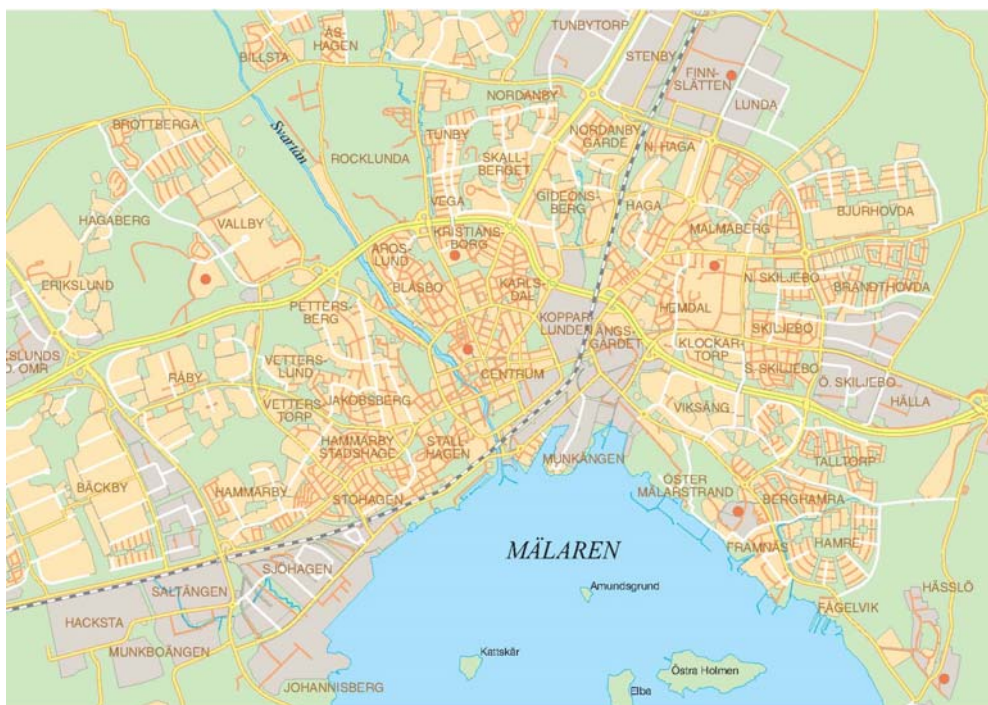 TUNBYTORP
ÅS-
HAGEN
BILLSTA
STENBY
FINN-
SLÄTTEN
LUNDA
NORDANBY
BROTTBERGA
Svartån
ROCKLUNDA
TUNBY
SKALL-
BERGET
NORDANBY
GÄRDE
N. HAGA
VEGA
GIDEONS-
BERG
HAGA
HAGABERG
VALLBY
KRISTIANS-
BORG
MALMABERG
BJURHOVDA
AROS-
LUND
BLÅSBO
KARLS-
DAL
N. SKILJEBO
BRANDTHOVDA
ERIKSLUND
PETTERS-
BERG
KOPPAR-
LUNDEN
HEMDAL
SKILJEBO
KSLUNDS
D. OMR
VETTERS-
LUND
ÄNGS-
GÄRDET
KLOCKAR-
TORP
S. SKILJEBO
RÅBY
CENTRUM
Ö. SKILJEBO
HÄLLA
VETTERS-
TORP
JAKOBSBERG
VIKSÄNG
HAMMARBY
STADSHAGE
STALL-
HAGEN
MUNKÄNGEN
TALLTORP
BÄCKBY
HAMMARBY
STOHAGEN
ÖSTER
MÄLARSTRAND
BERGHAMRA
MÄLAREN
FRAMNÄS
HAMRE
SJÖHAGEN
SALTÄNGEN
Amundsgrund
HÄSSLÖ
FÅGELVIK
HACKSTA
MUNKBOÄNGEN
Kattskär
Östra Holmen
JOHANNISBERG
Elba